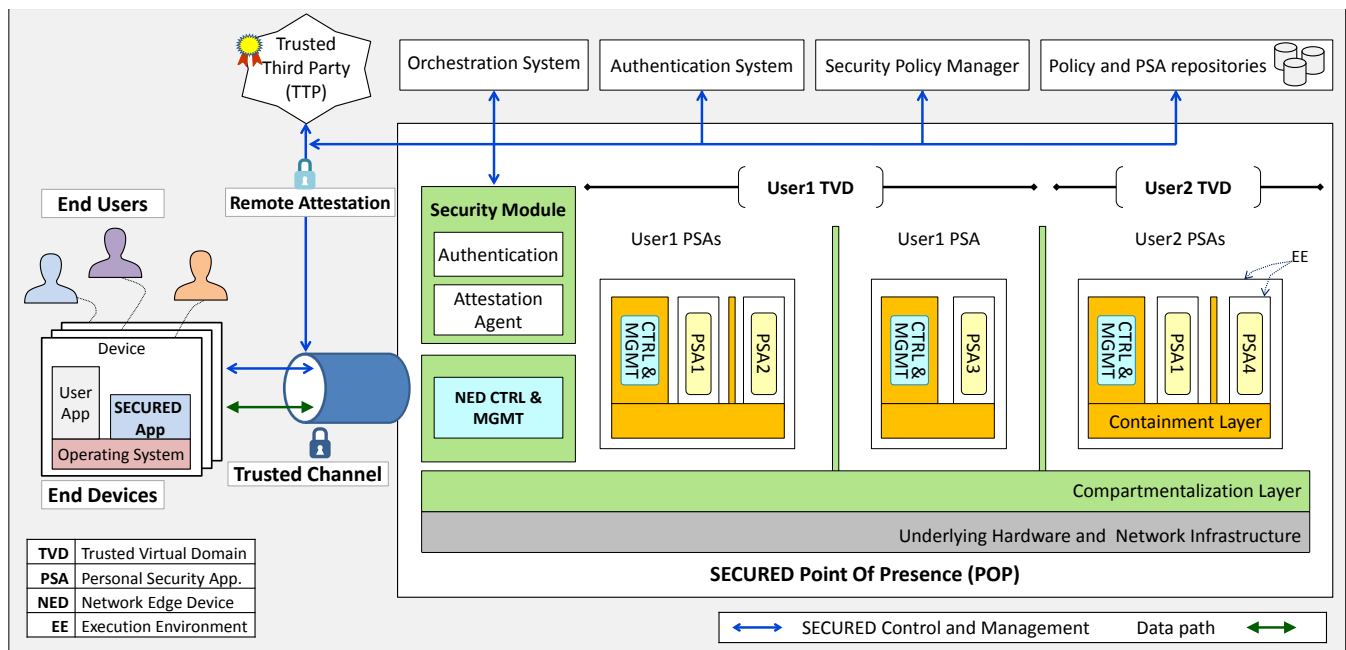 Trusted
Third Party
(TTP)
Orchestration System
Authentication System
Security Policy Manager
Policy and PSA repositories
Remote Attestation
End Users
Device
User
App
SECURED
App
Operating System
End Devices
Trusted Channel
Security Module
Authentication
Attestation
Agent
NED CTRL &
MGMT
User1 TVD
User2 TVD
User1 PSAs
User1 PSA
User2 PSAs
EE
CTRL &
MGMT
PSA1
PSA2
CTRL &
MGMT
PSA3
CTRL &
MGMT
PSA1
PSA4
Containment Layer
Compartmentalization Layer
Underlying Hardware and Network Infrastructure
SECURED Point Of Presence (POP)
TVD Trusted Virtual Domain
PSA Personal Security App.
NED Network Edge Device
EE Execution Environment
SECURED Control and Management
Data path